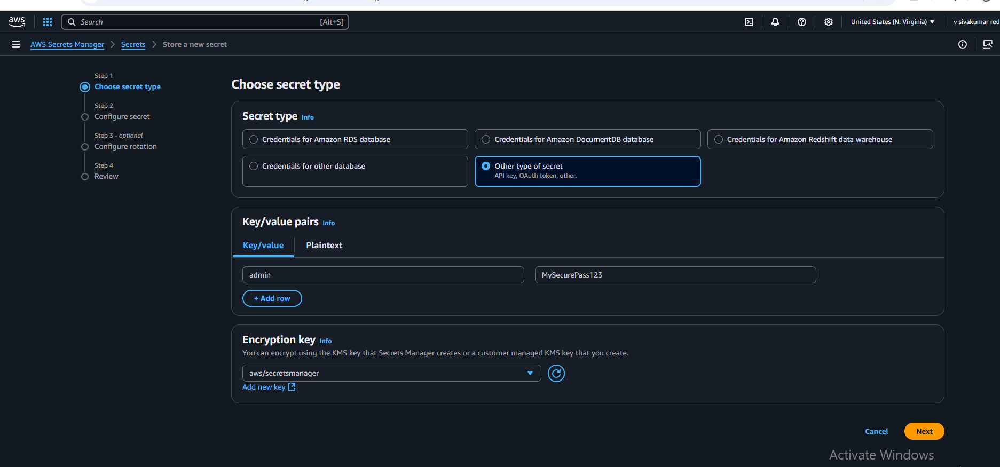 aws
Search [Alt+S]
United States (N. Virginia)
v sivakumar red
AWS Secrets Manager
Secrets
Store a new secret
Step 1
Choose secret type
Step 2
Configure secret
Step 3 - optional
Configure rotation
Step 4
Review
Choose secret type
Secret type Info
Credentials for Amazon RDS database
Credentials for Amazon DocumentDB database
Credentials for Amazon Redshift data warehouse
Credentials for other database
Other type of secret
API key, OAuth token, other.
Key/value pairs Info
Key/value
Plaintext
admin
MySecurePass123
+ Add row
Encryption key Info
You can encrypt using the KMS key that Secrets Manager creates or a customer managed KMS key that you create.
aws/secretsmanager
Add new key
Cancel
Next
Activate Windows